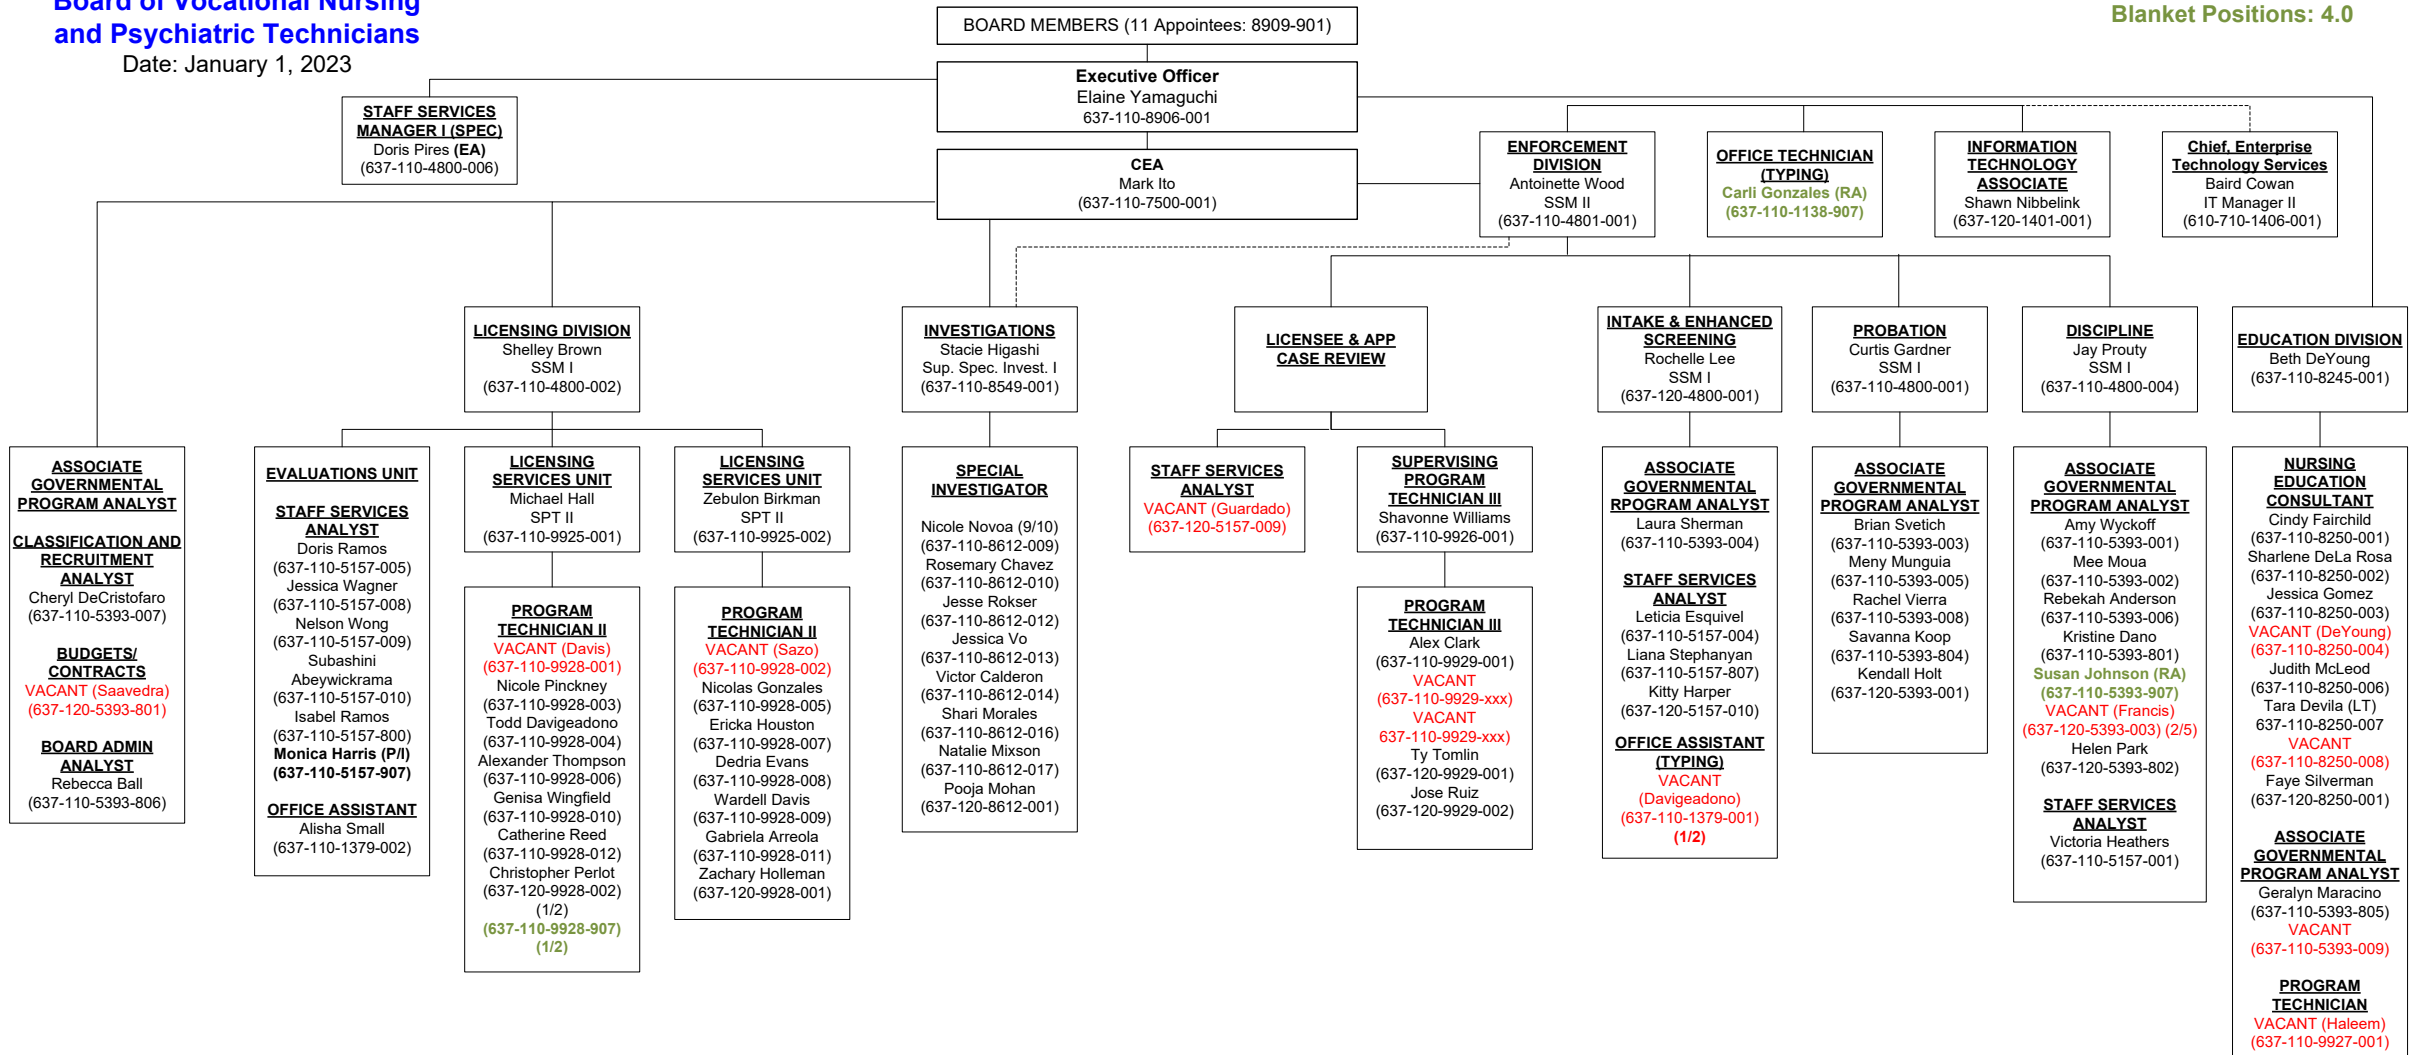 Board of Vocational Nursing
and Psychiatric Technicians
Date: January 1, 2023
Blanket Positions: 4.0
BOARD MEMBERS (11 Appointees: 8909-901)
Executive Officer
Elaine Yamaguchi
637-110-8906-001
STAFF SERVICES
MANAGER I (SPEC)
Doris Pires (EA)
(637-110-4800-006)
CEA
Mark Ito
(637-110-7500-001)
ENFORCEMENT
DIVISION
Antoinette Wood
SSM II
(637-110-4801-001)
OFFICE TECHNICIAN
(TYPING)
Carli Gonzales (RA)
(637-110-1138-907)
INFORMATION
TECHNOLOGY
ASSOCIATE
Shawn Nibbelink
(637-120-1401-001)
Chief, Enterprise
Technology Services
Baird Cowan
IT Manager II
(610-710-1406-001)
LICENSING DIVISION
Shelley Brown
SSM I
(637-110-4800-002)
INVESTIGATIONS
Stacie Higashi
Sup. Spec. Invest. I
(637-110-8549-001)
LICENSEE & APP
CASE REVIEW
INTAKE & ENHANCED
SCREENING
Rochelle Lee
SSM I
(637-120-4800-001)
PROBATION
Curtis Gardner
SSM I
(637-110-4800-001)
DISCIPLINE
Jay Prouty
SSM I
(637-110-4800-004)
EDUCATION DIVISION
Beth DeYoung
(637-110-8245-001)
ASSOCIATE
GOVERNMENTAL
PROGRAM ANALYST
CLASSIFICATION AND
RECRUITMENT
ANALYST
Cheryl DeCristofaro
(637-110-5393-007)
BUDGETS/
CONTRACTS
VACANT (Saavedra)
(637-120-5393-801)
BOARD ADMIN
ANALYST
Rebecca Ball
(637-110-5393-806)
EVALUATIONS UNIT
STAFF SERVICES
ANALYST
Doris Ramos
(637-110-5157-005)
Jessica Wagner
(637-110-5157-008)
Nelson Wong
(637-110-5157-009)
Subashini
Abeywickrama
(637-110-5157-010)
Isabel Ramos
(637-110-5157-800)
Monica Harris (P/I)
(637-110-5157-907)
OFFICE ASSISTANT
Alisha Small
(637-110-1379-002)
LICENSING
SERVICES UNIT
Michael Hall
SPT II
(637-110-9925-001)
PROGRAM
TECHNICIAN II
VACANT (Davis)
(637-110-9928-001)
Nicole Pinckney
(637-110-9928-003)
Todd Davigeadono
(637-110-9928-004)
Alexander Thompson
(637-110-9928-006)
Genisa Wingfield
(637-110-9928-010)
Catherine Reed
(637-110-9928-012)
Christopher Perlot
(637-120-9928-002)
(1/2)
(637-110-9928-907)
(1/2)
LICENSING
SERVICES UNIT
Zebulon Birkman
SPT II
(637-110-9925-002)
PROGRAM
TECHNICIAN II
VACANT (Sazo)
(637-110-9928-002)
Nicolas Gonzales
(637-110-9928-005)
Ericka Houston
(637-110-9928-007)
Dedria Evans
(637-110-9928-008)
Wardell Davis
(637-110-9928-009)
Gabriela Arreola
(637-110-9928-011)
Zachary Holleman
(637-120-9928-001)
SPECIAL
INVESTIGATOR
Nicole Novoa (9/10)
(637-110-8612-009)
Rosemary Chavez
(637-110-8612-010)
Jesse Rokser
(637-110-8612-012)
Jessica Vo
(637-110-8612-013)
Victor Calderon
(637-110-8612-014)
Shari Morales
(637-110-8612-016)
Natalie Mixson
(637-110-8612-017)
Pooja Mohan
(637-120-8612-001)
STAFF SERVICES
ANALYST
VACANT (Guardado)
(637-120-5157-009)
SUPERVISING
PROGRAM
TECHNICIAN III
Shavonne Williams
(637-110-9926-001)
PROGRAM
TECHNICIAN III
Alex Clark
(637-110-9929-001)
VACANT
(637-110-9929-xxx)
VACANT
637-110-9929-xxx)
Ty Tomlin
(637-120-9929-001)
Jose Ruiz
(637-120-9929-002)
ASSOCIATE
GOVERNMENTAL
RPOGRAM ANALYST
Laura Sherman
(637-110-5393-004)
STAFF SERVICES
ANALYST
Leticia Esquivel
(637-110-5157-004)
Liana Stephanyan
(637-110-5157-807)
Kitty Harper
(637-120-5157-010)
OFFICE ASSISTANT
(TYPING)
VACANT
(Davigeadono)
(637-110-1379-001)
(1/2)
ASSOCIATE
GOVERNMENTAL
PROGRAM ANALYST
Brian Svetich
(637-110-5393-003)
Meny Munguia
(637-110-5393-005)
Rachel Vierra
(637-110-5393-008)
Savanna Koop
(637-110-5393-804)
Kendall Holt
(637-120-5393-001)
ASSOCIATE
GOVERNMENTAL
PROGRAM ANALYST
Amy Wyckoff
(637-110-5393-001)
Mee Moua
(637-110-5393-002)
Rebekah Anderson
(637-110-5393-006)
Kristine Dano
(637-110-5393-801)
Susan Johnson (RA)
(637-110-5393-907)
VACANT (Francis)
(637-120-5393-003) (2/5)
Helen Park
(637-120-5393-802)
STAFF SERVICES
ANALYST
Victoria Heathers
(637-110-5157-001)
NURSING
EDUCATION
CONSULTANT
Cindy Fairchild
(637-110-8250-001)
Sharlene DeLa Rosa
(637-110-8250-002)
Jessica Gomez
(637-110-8250-003)
VACANT (DeYoung)
(637-110-8250-004)
Judith McLeod
(637-110-8250-006)
Tara Devila (LT)
637-110-8250-007
VACANT
(637-110-8250-008)
Faye Silverman
(637-120-8250-001)
ASSOCIATE
GOVERNMENTAL
PROGRAM ANALYST
Geralyn Maracino
(637-110-5393-805)
VACANT
(637-110-5393-009)
PROGRAM
TECHNICIAN
VACANT (Haleem)
(637-110-9927-001)